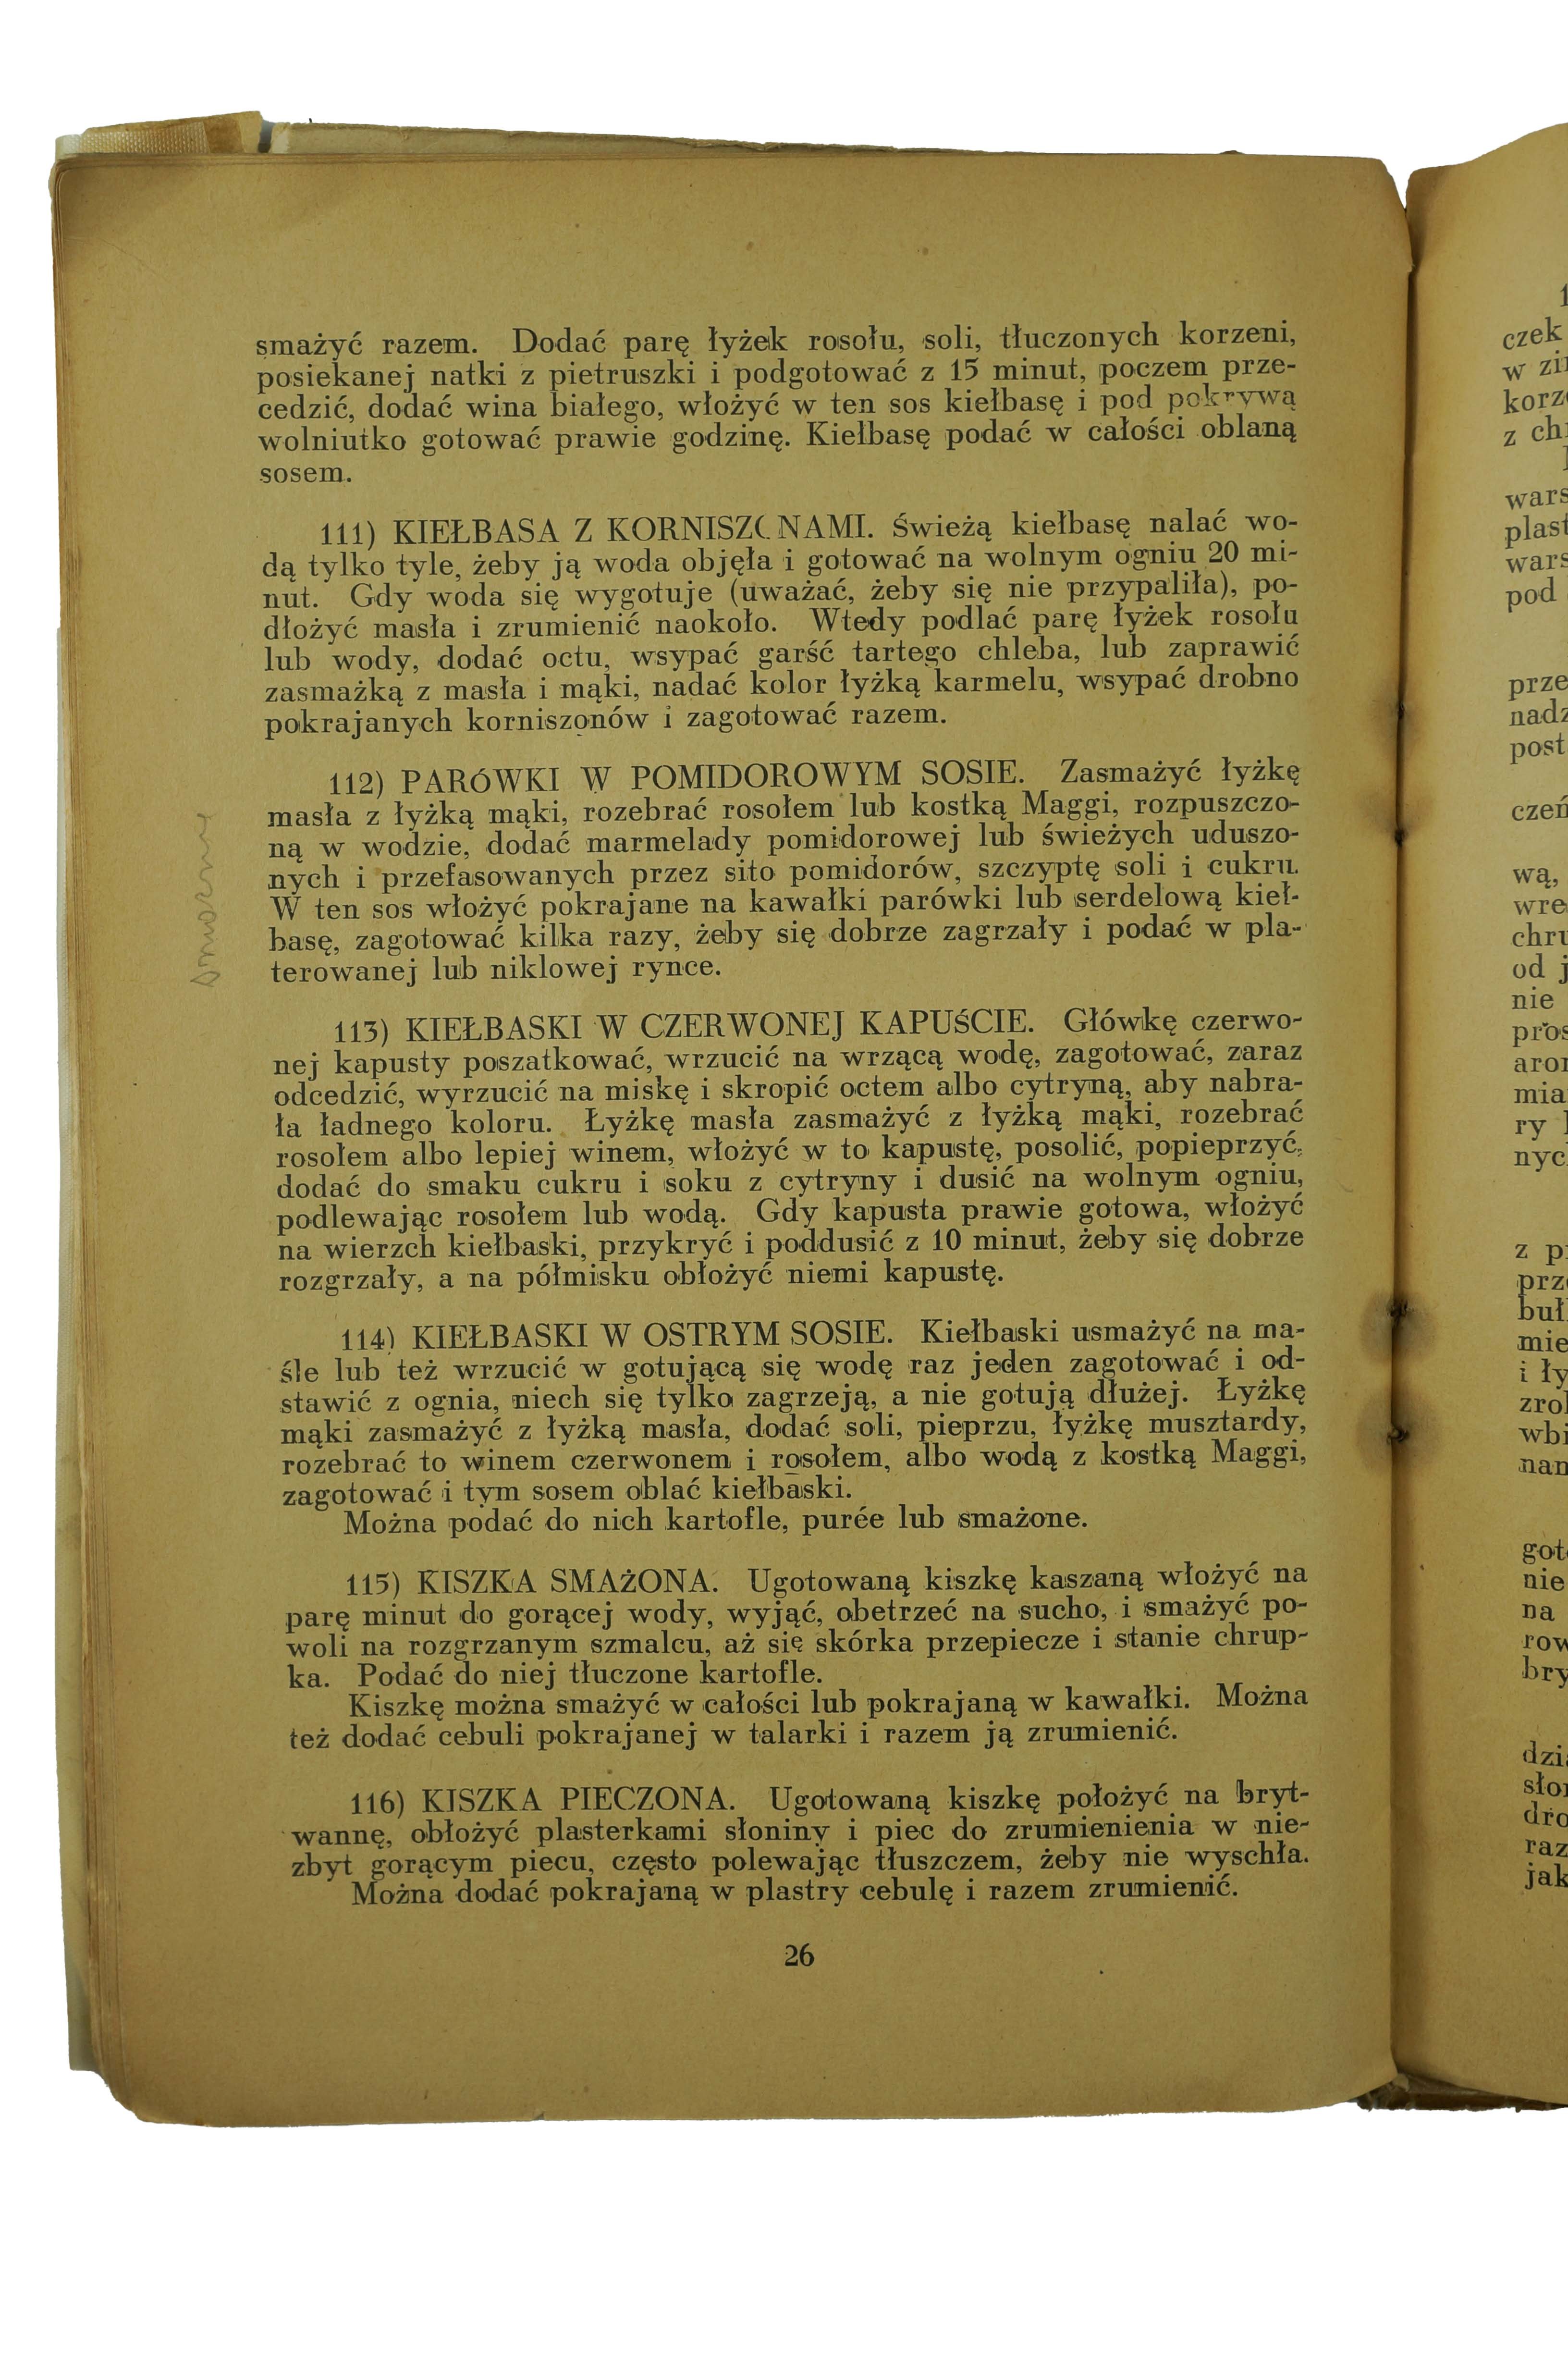 smażyć razem. Dodać parę łyżek rosołu, soli, tłuczonych korzeni,
posiekanej natki z pietruszki i podgotować z 15 minut, poczem prze-
cedzić, dodać wina białego, włożyć w ten sos kiełbasę i pod pokrywą
wolniutko gotować prawie godzinę. Kiełbasę podać w całości oblaną
sosem.
111) KIEŁBASA Z KORNISZONAMI. Świeżą kiełbasę nalać wo-
dą tylko tyle, żeby ją woda objęła i gotować na wolnym ogniu 20 mi-
nut. Gdy woda się wygotuje (uważać, żeby się nie przypaliła), po-
dłożyć masła i zrumienić naokoło. Wtedy podlać parę łyżek rosołu
lub wody, dodać octu, wsypać garść tartego chleba, lub zaprawić
zasmażką z masła i mąki, nadać kolor łyżką karmelu, wsypać drobno
pokrajanych korniszonów i zagotować razem.
112) PARÓWKI W POMIDOROWYM SOSIE. Zasmażyć łyżkę
masła z łyżką mąki, rozebrać rosołem lub kostką Maggi, rozpuszczo-
ną w wodzie, dodać marmelady pomidorowej lub świeżych uduszo-
nych i przefasowanych przez sito pomidorów, szczyptę soli i cukru.
W ten sos włożyć pokrajane na kawałki parówki lub serdelową kieł-
basę, zagotować kilka razy, żeby się dobrze zagrzały i podać w pla-
terowanej lub niklowej rynce.
113) KIEŁBASKI W CZERWONEJ KAPUŚCIE. Główkę czerwo-
nej kapusty poszatkować, wrzucić na wrzącą wodę, zagotować, zaraz
odcedzić, wyrzucić na miskę i skropić octem albo cytryną, aby nabra-
ła ładnego koloru. Łyżkę masła zasmażyć z łyżką mąki, rozebrać
rosołem albo lepiej winem, włożyć w to kapustę, posolić, popieprzyć,
dodać do smaku cukru i soku z cytryny i dusić na wolnym ogniu,
podlewając rosołem lub wodą. Gdy kapusta prawie gotowa, włożyć
na wierzch kiełbaski, przykryć i poddusić z 10 minut, żeby się dobrze
rozgrzały, a na półmisku obłożyć niemi kapustę.
114) KIEŁBASKI W OSTRYM SOSIE. Kiełbaski usmażyć na ma-
śle lub też wrzucić w gotującą się wodę raz jeden zagotować i od-
stawić z ognia, niech się tylko zagrzeją, a nie gotują dłużej. Łyżkę
mąki zasmażyć z łyżką masła, dodać soli, pieprzu, łyżkę musztardy,
rozebrać to winem czerwonem i rosołem, albo wodą z kostką Maggi,
zagotować i tym sosem oblać kiełbaski.
Można podać do nich kartofle, purée lub smażone.
115) KISZKA SMAŻONA. Ugotowaną kiszkę kaszaną włożyć na
parę minut do gorącej wody, wyjąć, obetrzeć na sucho, i smażyć po-
woli na rozgrzanym szmalcu, aż się skórka przepiecze i stanie chrup-
ka. Podać do niej tłuczone kartofle.
Kiszkę można smażyć w całości lub pokrajaną w kawałki. Można
też dodać cebuli pokrajanej w talarki i razem ją zrumienić.
116) KISZKA PIECZONA. Ugotowaną kiszkę położyć na bryt-
wannę, obłożyć plasterkami słoniny i piec do zrumienienia w nie-
zbyt gorącym piecu, często polewając tłuszczem, żeby nie wyschła.
Można dodać pokrajaną w plastry cebulę i razem zrumienić.
26